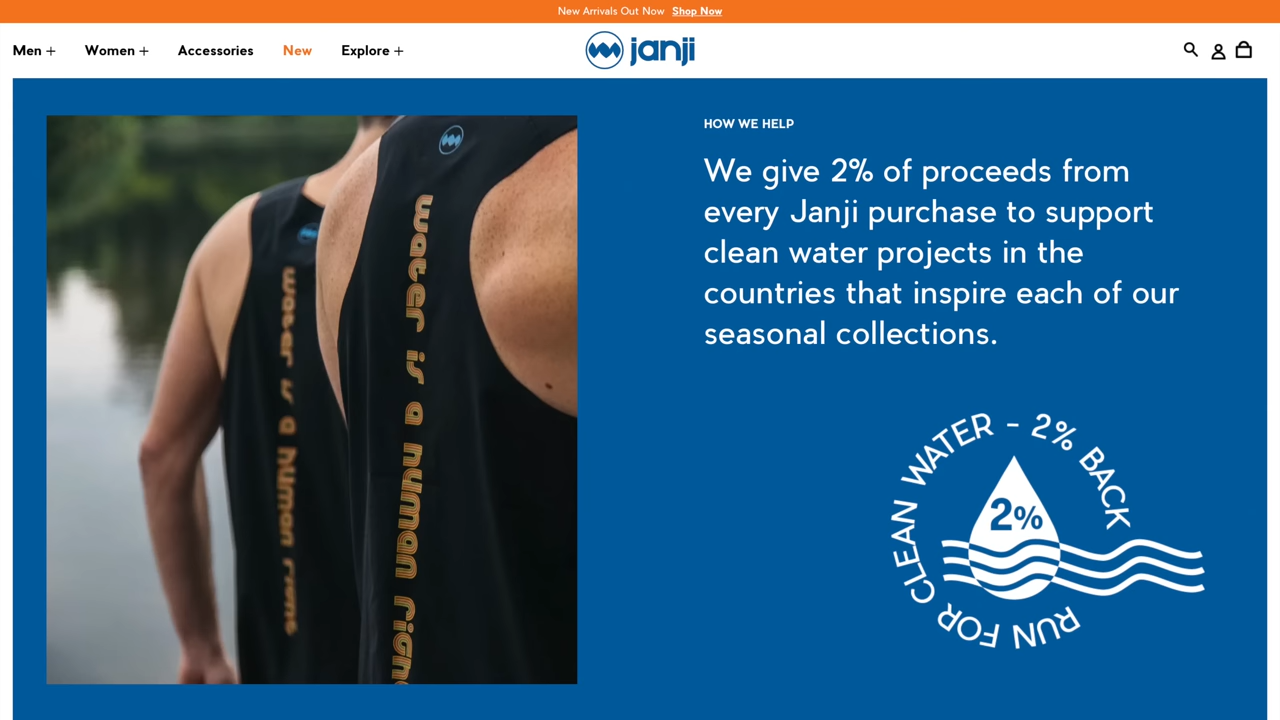 New Arrivals Out Now Shop Now
Men + Women + Accessories New Explore +
janji
HOW WE HELP
We give 2% of proceeds from
every Janji purchase to support
clean water projects in the
countries that inspire each of our
seasonal collections.
water is a human right
water is a human righ
RUN FOR CLEAN WATER - 2% BACK
2%